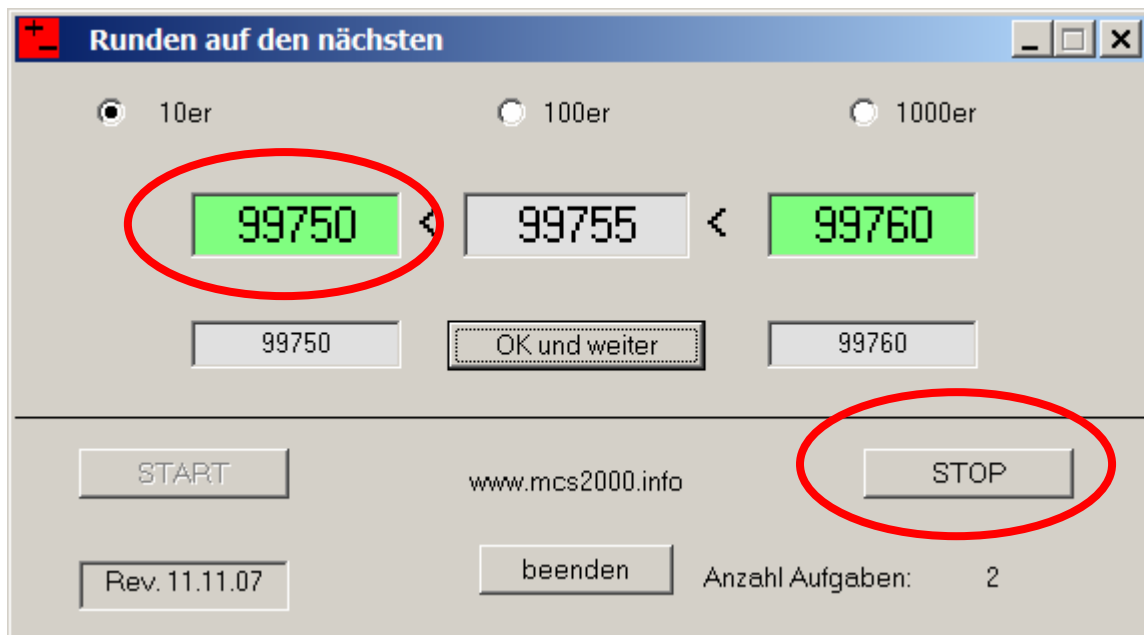 Runden auf den nächsten
10er 100er 1000er
99750 < 99755 < 99760
99750 OK und weiter 99760
START www.mcs2000.info STOP
Rev. 11.11.07 beenden Anzahl Aufgaben: 2